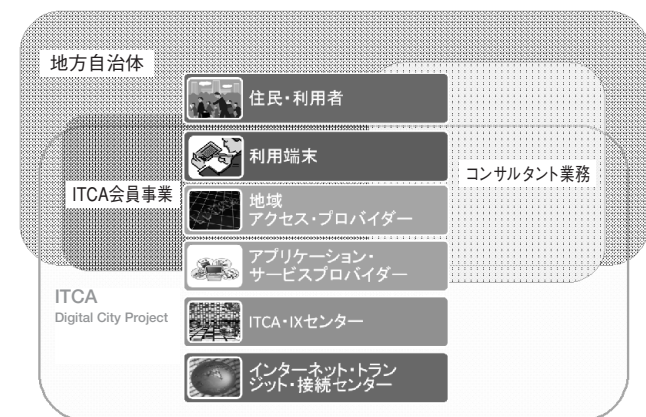 地方自治体
住民・利用者
利用端末
コンサルタント業務
ITCA会員事業
地域
アクセス・プロバイダー
アプリケーション・
サービスプロバイダー
ITCA
Digital City Project
ITCA・IXセンター
インターネット・トラン
ジット・接続センター